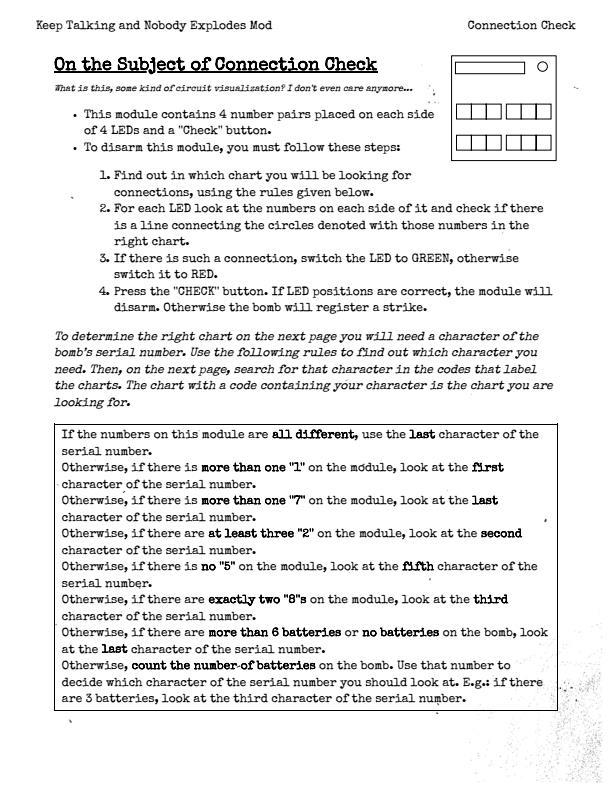 Keep Talking and Nobody Explodes Mod
Connection Check
On the Subject of Connection Check
What is this, some kind of circuit visualization? I don't even care anymore...
• This module contains 4 number pairs placed on each side
of 4 LEDs and a "Check" button.
• To disarm this module, you must follow these steps:
1. Find out in which chart you will be looking for
connections, using the rules given below.
2. For each LED look at the numbers on each side of it and check if there
is a line connecting the circles denoted with those numbers in the
right chart.
3. If there is such a connection, switch the LED to GREEN, otherwise
switch it to RED.
4. Press the "CHECK" button. If LED positions are correct, the module will
disarm. Otherwise the bomb will register a strike.
To determine the right chart on the next page you will need a character of the
bomb's serial number. Use the following rules to find out which character you
need. Then, on the next page, search for that character in the codes that label
the charts. The chart with a code containing your character is the chart you are
looking for.
If the numbers on this module are all different, use the last character of the
serial number.
Otherwise, if there is more than one "1" on the module, look at the first
character of the serial number.
Otherwise, if there is more than one "7" on the module, look at the last
character of the serial number.
Otherwise, if there are at least three "2" on the module, look at the second
character of the serial number.
Otherwise, if there is no "5" on the module, look at the fifth character of the
serial number.
Otherwise, if there are exactly two "8"s on the module, look at the third
character of the serial number.
Otherwise, if there are more than 6 batteries or no batteries on the bomb, look
at the last character of the serial number.
Otherwise, count the number of batteries on the bomb. Use that number to
decide which character of the serial number you should look at. E.g.: if there
are 3 batteries, look at the third character of the serial number.